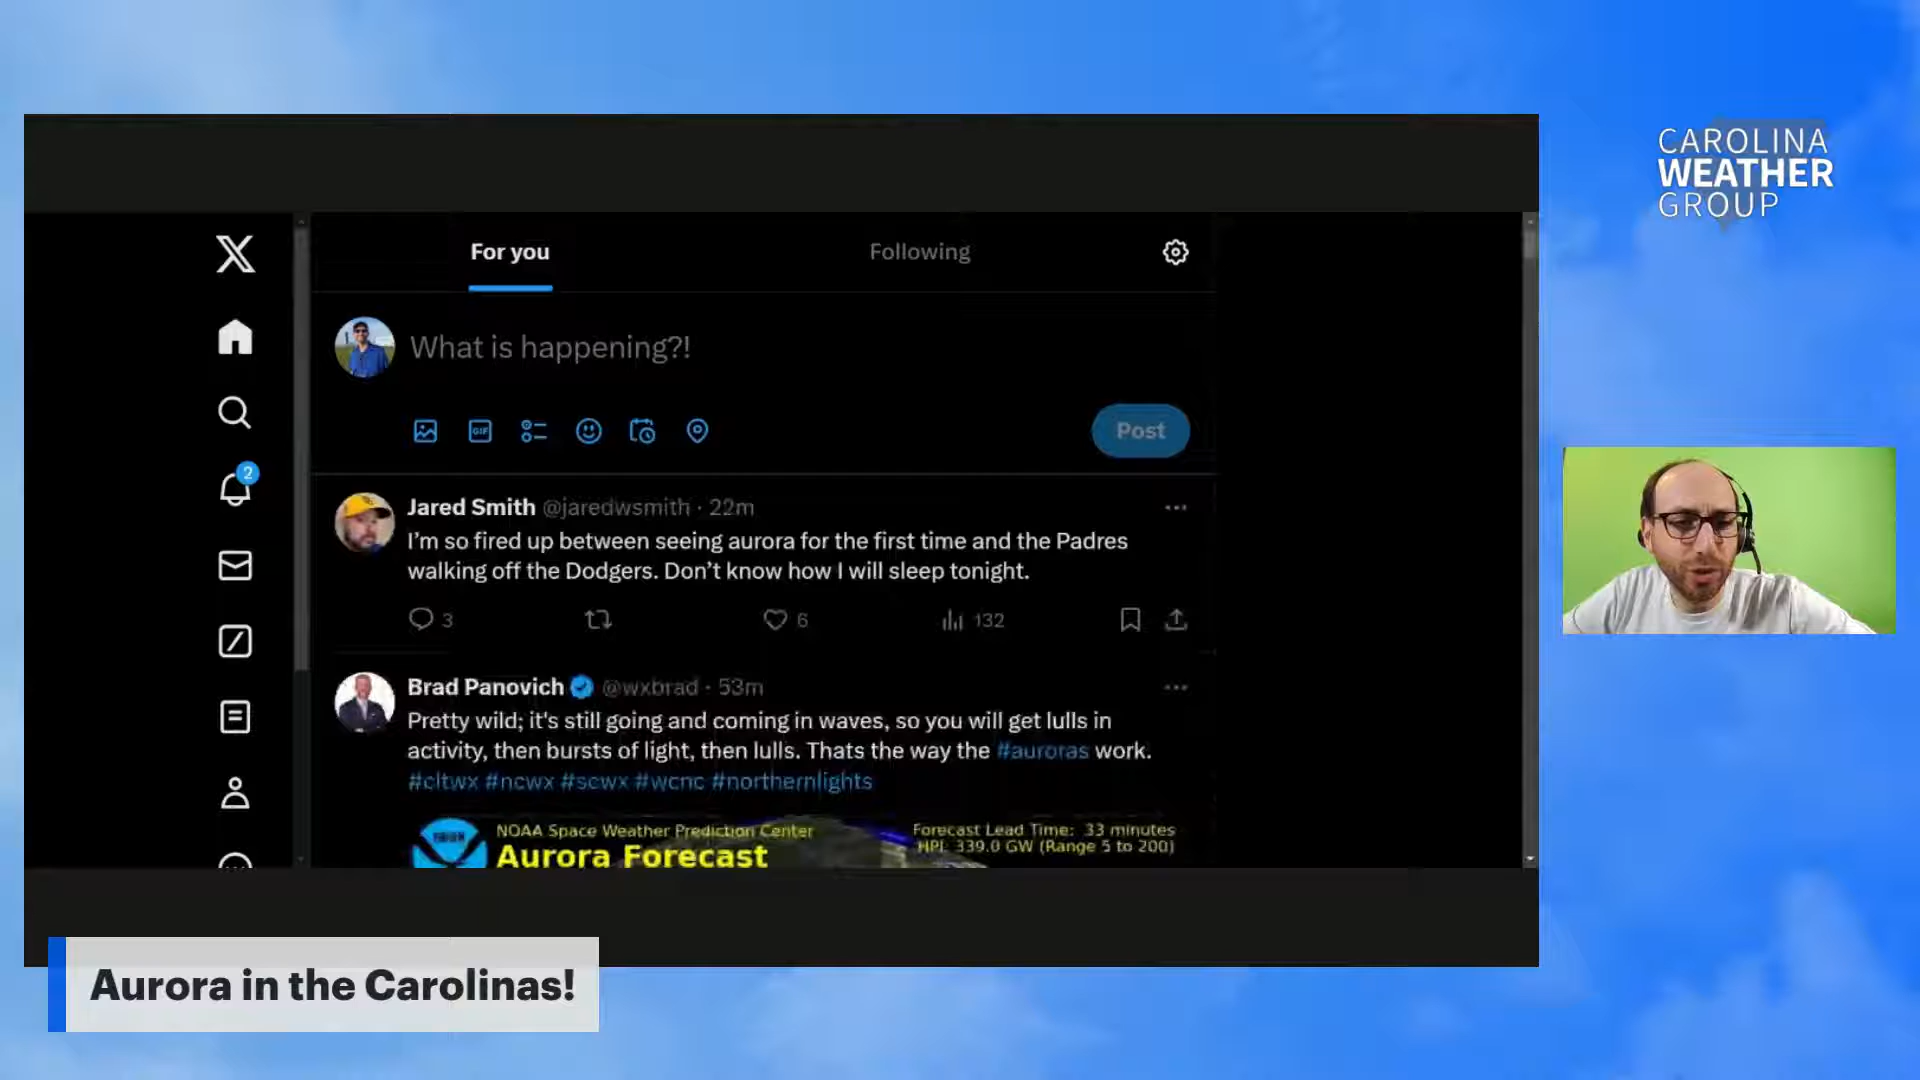 CAROLINA
WEATHER
GROUP
For you
Following
What is happening?!
GIF
Post
2
Jared Smith @jaredwsmith · 22m
I'm so fired up between seeing aurora for the first time and the Padres
walking off the Dodgers. Don't know how I will sleep tonight.
3
6
132
Brad Panovich @wxbrad · 53m
Pretty wild; it's still going and coming in waves, so you will get lulls in
activity, then bursts of light, then lulls. Thats the way the #auroras work.
#cltwx #ncwx #scwx #wcnc #northernlights
NOAA Space Weather Prediction Center
Aurora Forecast
Forecast Lead Time: 33 minutes
HPI: 339.0 GW (Range 5 to 200)
Aurora in the Carolinas!